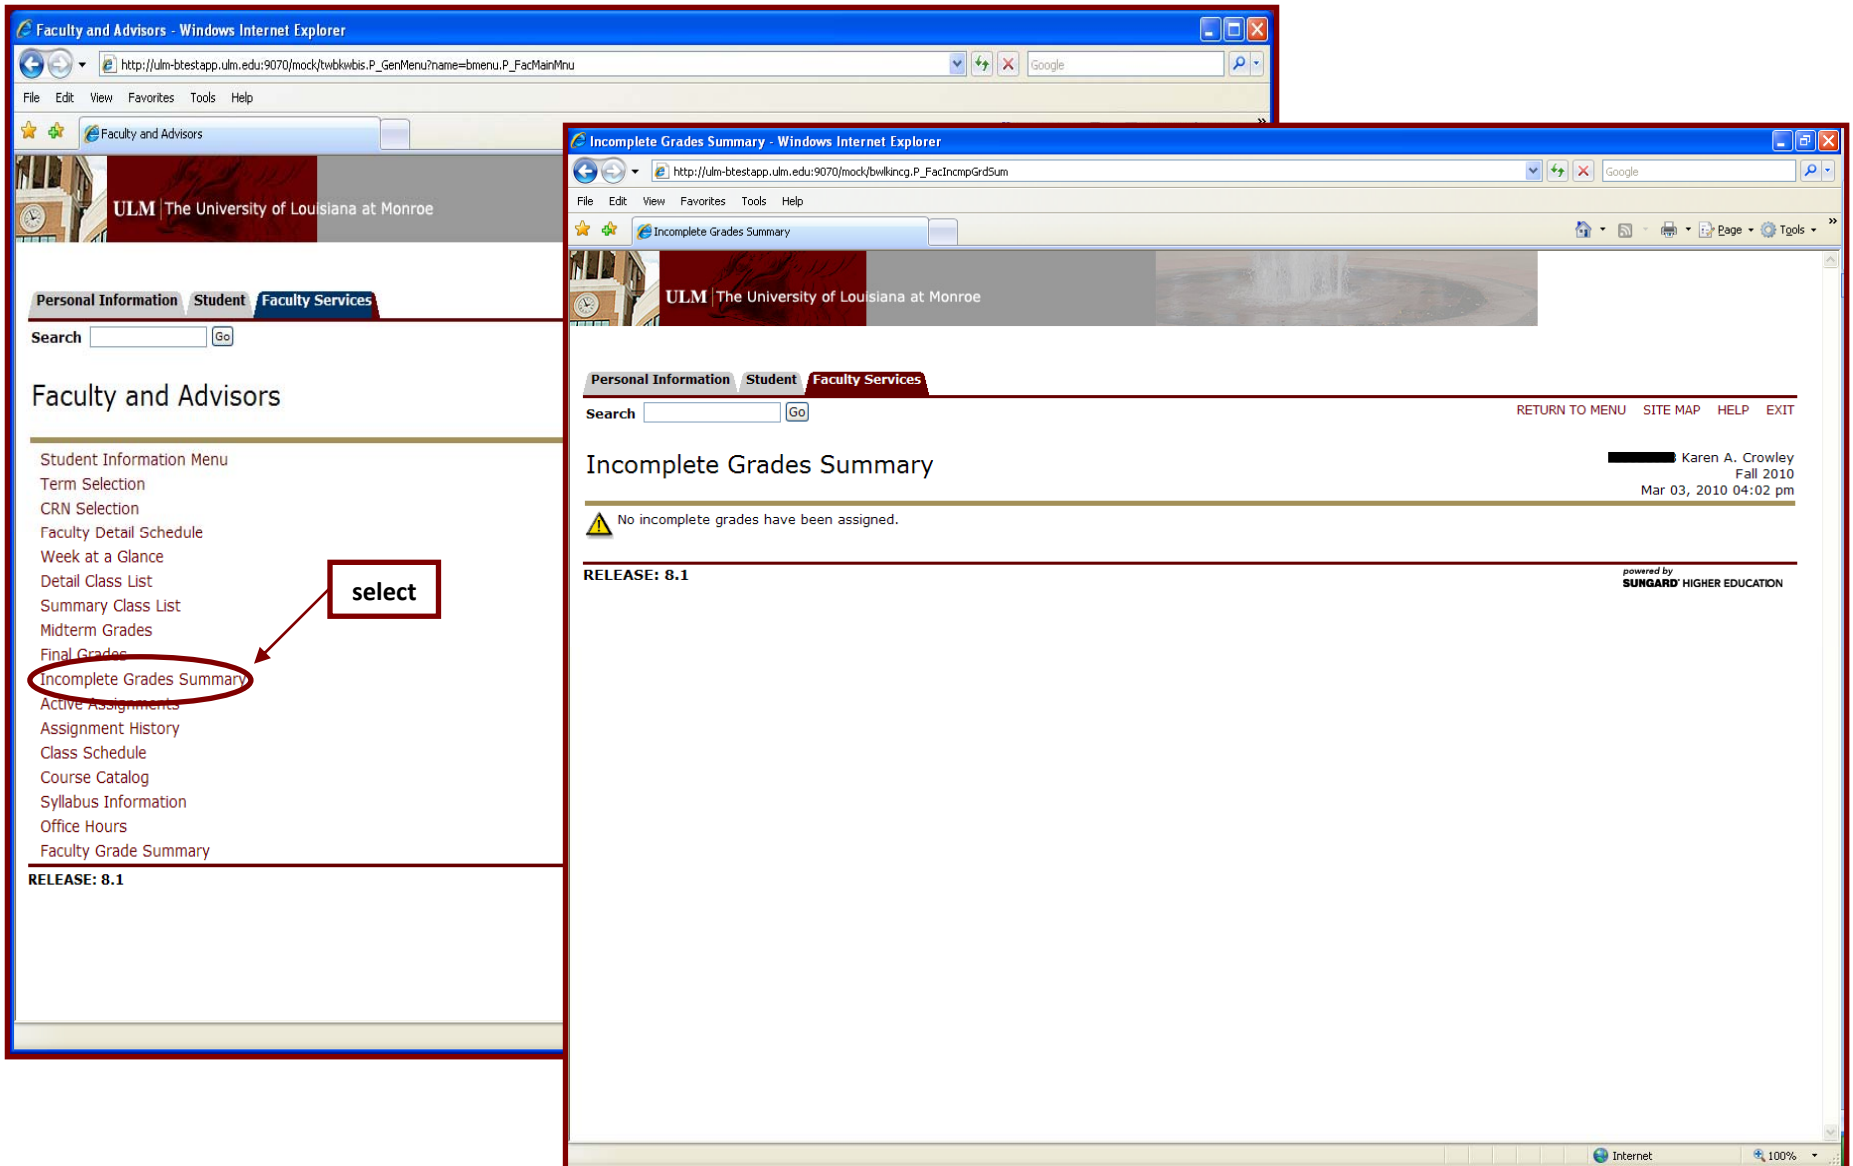 Faculty and Advisors - Windows Internet Explorer
http://ulm-btestapp.ulm.edu:9070/mock/twbkwbis.P_GenMenu?name=bmenu.P_FacMainMnu
Google
File Edit View Favorites Tools Help
Faculty and Advisors
ULM The University of Louisiana at Monroe
Personal Information Student Faculty Services
Search Go
Faculty and Advisors
Student Information Menu
Term Selection
CRN Selection
Faculty Detail Schedule
Week at a Glance
Detail Class List
Summary Class List
Midterm Grades
Final Grades
Incomplete Grades Summary
Active Assignments
Assignment History
Class Schedule
Course Catalog
Syllabus Information
Office Hours
Faculty Grade Summary
RELEASE: 8.1
select
Incomplete Grades Summary - Windows Internet Explorer
http://ulm-btestapp.ulm.edu:9070/mock/bwlkincg.P_FacIncmpGrdSum
Google
File Edit View Favorites Tools Help
Incomplete Grades Summary
Page Tools
ULM The University of Louisiana at Monroe
Personal Information Student Faculty Services
Search Go
RETURN TO MENU SITE MAP HELP EXIT
Incomplete Grades Summary
Karen A. Crowley
Fall 2010
Mar 03, 2010 04:02 pm
No incomplete grades have been assigned.
RELEASE: 8.1
powered by
SUNGARD' HIGHER EDUCATION
Internet
100%